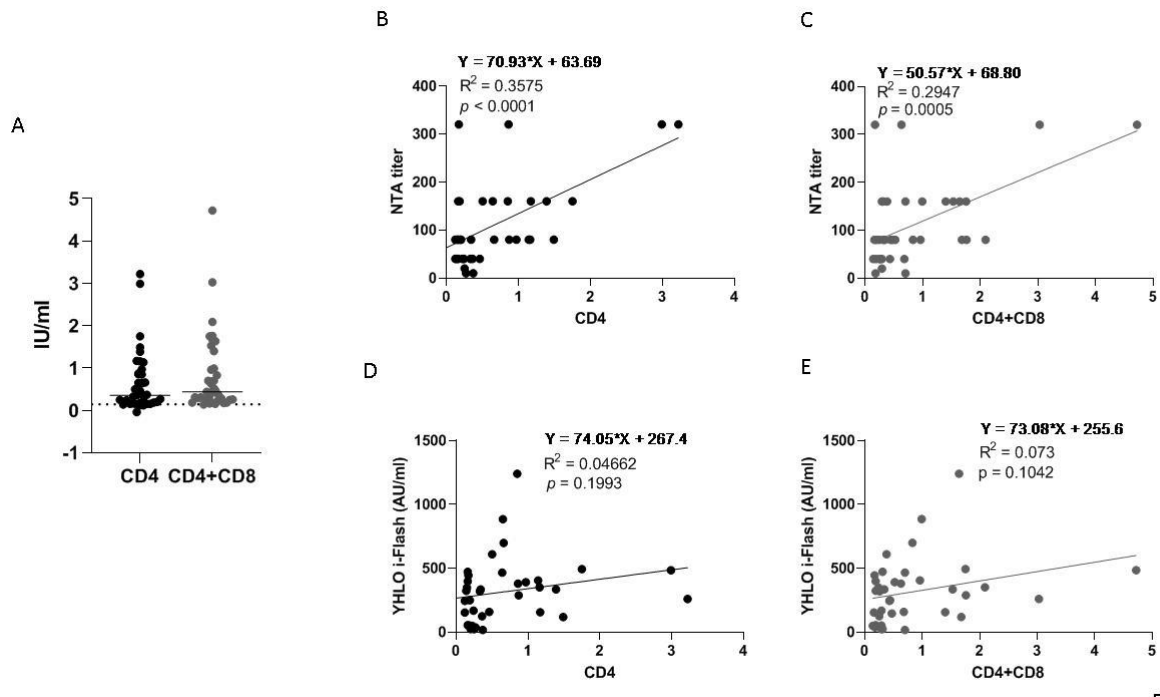 A
IU/ml
5
4
3
2
1
0
-1
CD4 CD4+CD8
B
Y = 70.93*X + 63.69
R² = 0.3575
p < 0.0001
NTA titer
400
300
200
100
0
0 1 2 3 4
CD4
C
Y = 50.57*X + 68.80
R² = 0.2947
p = 0.0005
NTA titer
400
300
200
100
0
0 1 2 3 4 5
CD4+CD8
D
Y = 74.05*X + 267.4
R² = 0.04662
p = 0.1993
YHLO i-Flash (AU/ml)
1500
1000
500
0
0 1 2 3 4
CD4
E
Y = 73.08*X + 255.6
R² = 0.073
p = 0.1042
YHLO i-Flash (AU/ml)
1500
1000
500
0
0 1 2 3 4 5
CD4+CD8